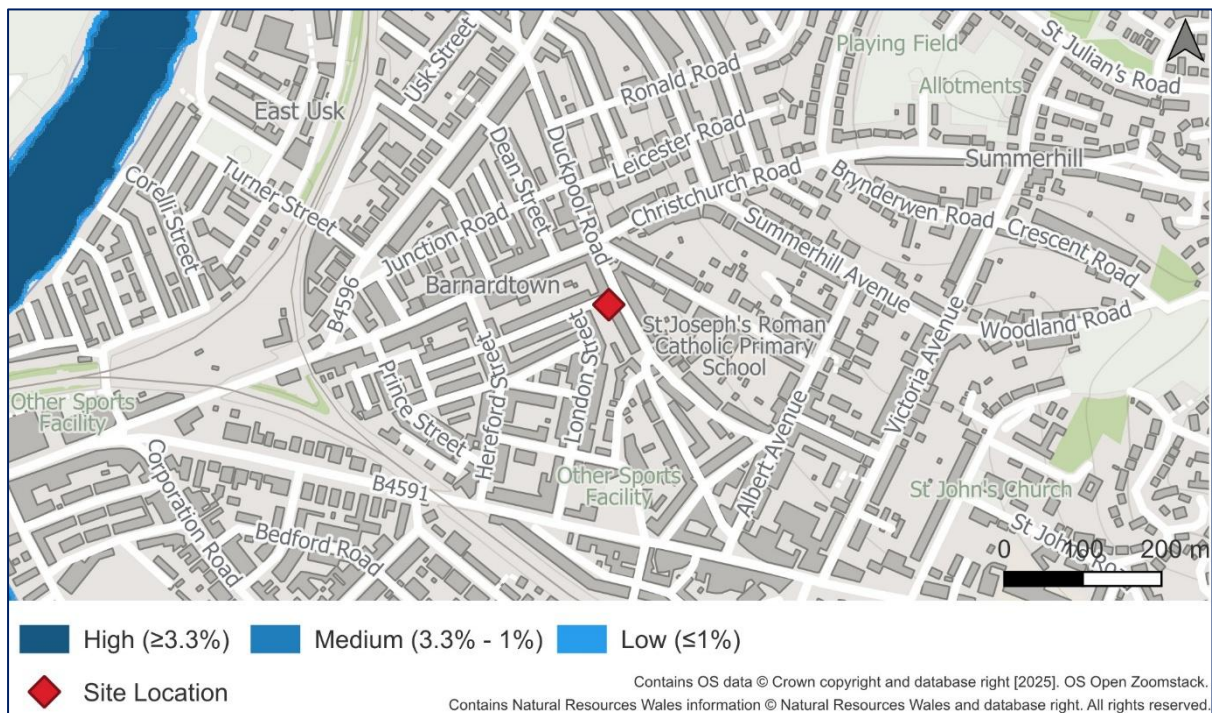 Playing Field
Allotments
St Julian's Road
Usk Street
East Usk
Ronald Road
Leicester Road
Dean Street
Duckpool Road
Christchurch Road
Summerhill
Brynderwen Road
Crescent Road
Turner Street
Corelli Street
Junction Road
Summerhill Avenue
Barnardtown
B4596
Woodland Road
St Joseph's Roman
Catholic Primary
School
London Street
Hereford Street
Prince Street
Victoria Avenue
Albert Avenue
Other Sports
Facility
Other Sports
Facility
Corporation Road
B4591
Bedford Road
St John's Church
St John's
0 100 200 m
High (≥3.3%) Medium (3.3% - 1%) Low (≤1%)
Site Location
Contains OS data © Crown copyright and database right [2025]. OS Open Zoomstack.
Contains Natural Resources Wales information © Natural Resources Wales and database right. All rights reserved.